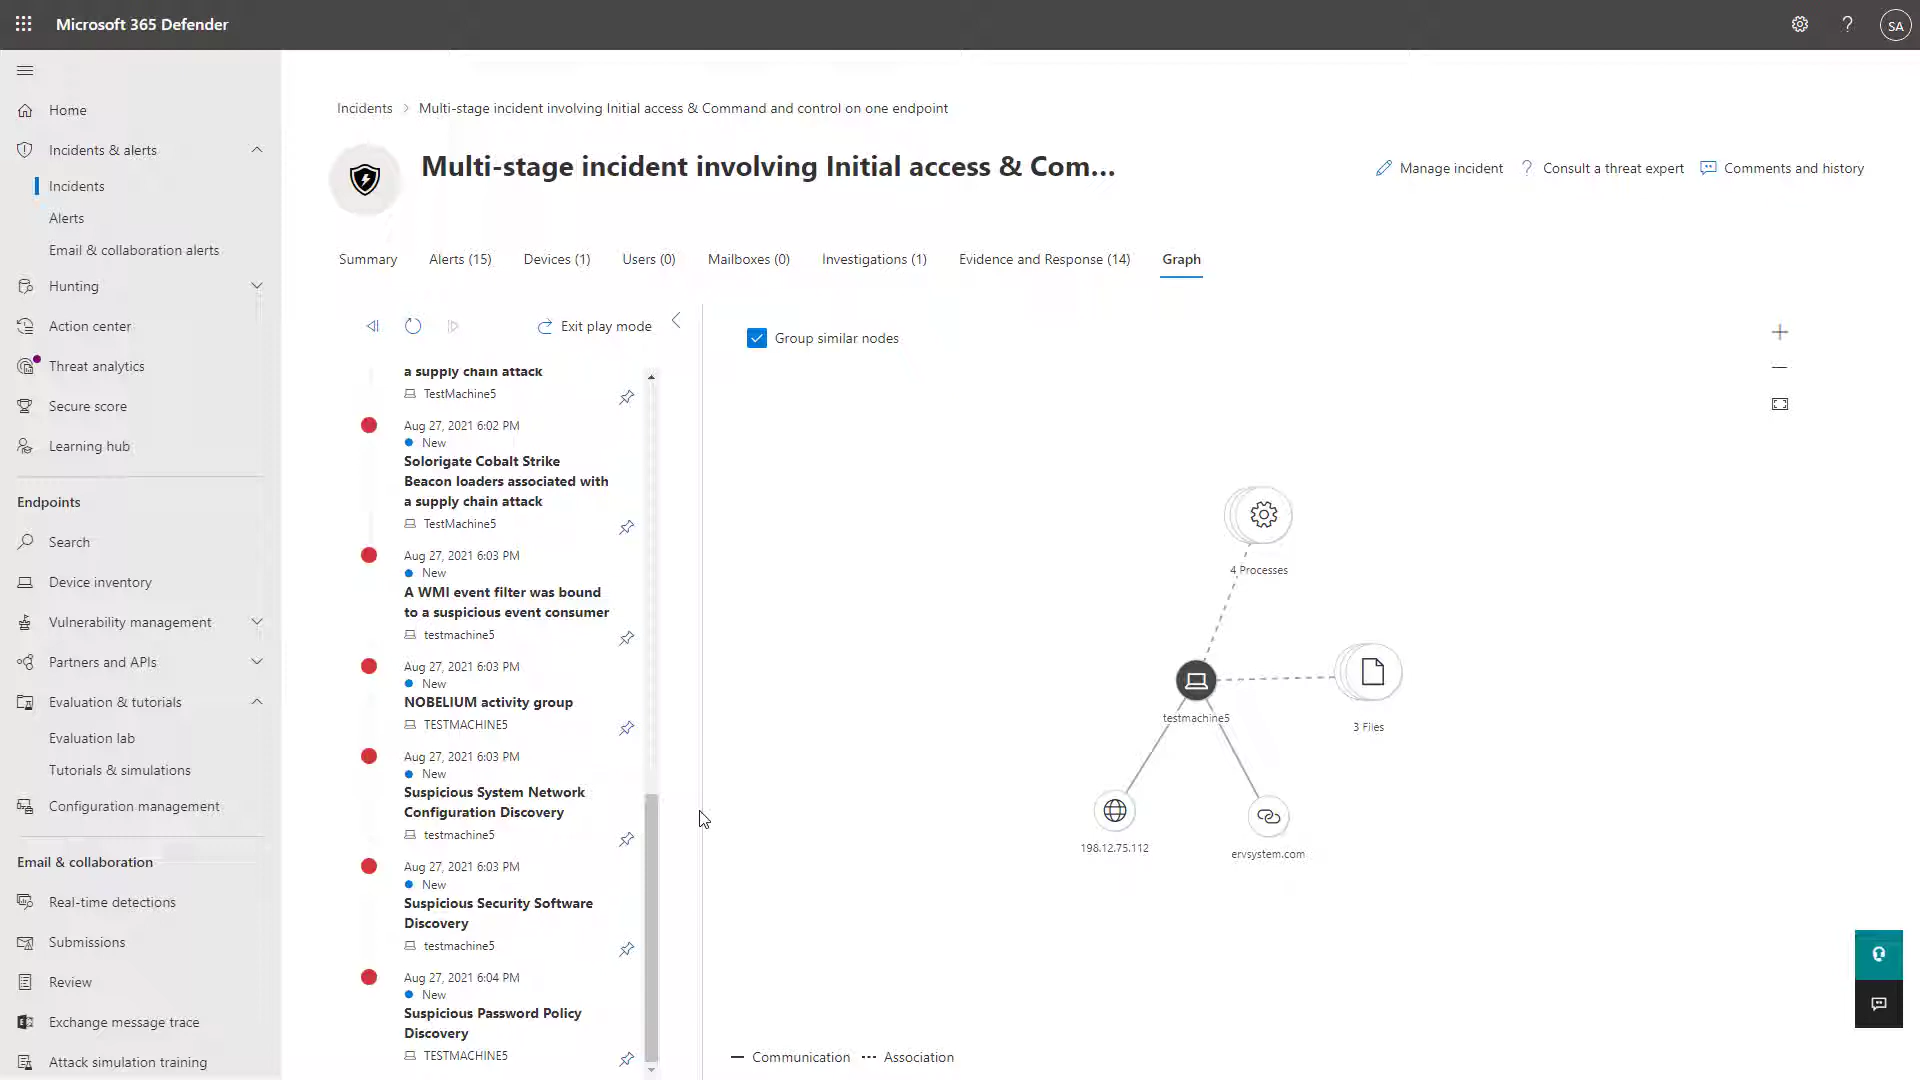 Microsoft 365 Defender
SA
Home
Incidents & alerts
Incidents
Alerts
Email & collaboration alerts
Hunting
Action center
Threat analytics
Secure score
Learning hub
Endpoints
Search
Device inventory
Vulnerability management
Partners and APIs
Evaluation & tutorials
Evaluation lab
Tutorials & simulations
Configuration management
Email & collaboration
Real-time detections
Submissions
Review
Exchange message trace
Attack simulation training
Incidents > Multi-stage incident involving Initial access & Command and control on one endpoint
Multi-stage incident involving Initial access & Com...
Manage incident
? Consult a threat expert
Comments and history
Summary
Alerts (15)
Devices (1)
Users (0)
Mailboxes (0)
Investigations (1)
Evidence and Response (14)
Graph
Exit play mode
a supply chain attack
TestMachine5
Aug 27, 2021 6:02 PM
New
Solorigate Cobalt Strike
Beacon loaders associated with
a supply chain attack
TestMachine5
Aug 27, 2021 6:03 PM
New
A WMI event filter was bound
to a suspicious event consumer
testmachine5
Aug 27, 2021 6:03 PM
New
NOBELIUM activity group
TESTMACHINE5
Aug 27, 2021 6:03 PM
New
Suspicious System Network
Configuration Discovery
testmachine5
Aug 27, 2021 6:03 PM
New
Suspicious Security Software
Discovery
testmachine5
Aug 27, 2021 6:04 PM
New
Suspicious Password Policy
Discovery
TESTMACHINE5
Group similar nodes
4 Processes
testmachine5
3 Files
198.12.75.112
ervsystem.com
Communication
Association